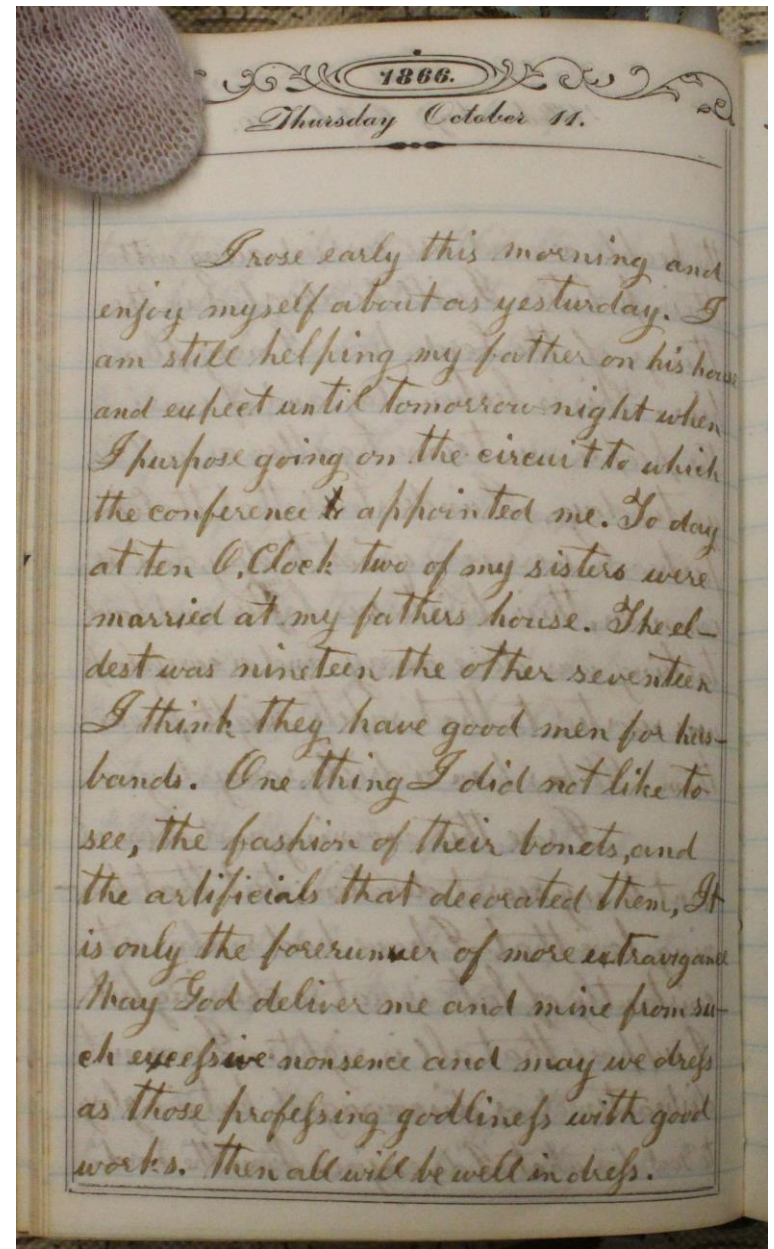 1866.
Thursday October 11.
I rose early this morning and
enjoy myself about as yesturday. I
am still helping my father on his house
and expect until tomorrow night when
I purpose going on the circuit to which
the conference appointed me. To day
at ten O,Clock two of my sisters were
married at my fathers house. The el-
dest was nineteen the other seventeen
I think they have good men for hus-
bands. One thing I did not like to
see, the fashion of their bonets, and
the artificials that decorated them, It
is only the forerunner of more extravigance
May God deliver me and mine from su-
ch excessive nonsence and may we dress
as those professing godliness with good
works. then all will be well in dress.